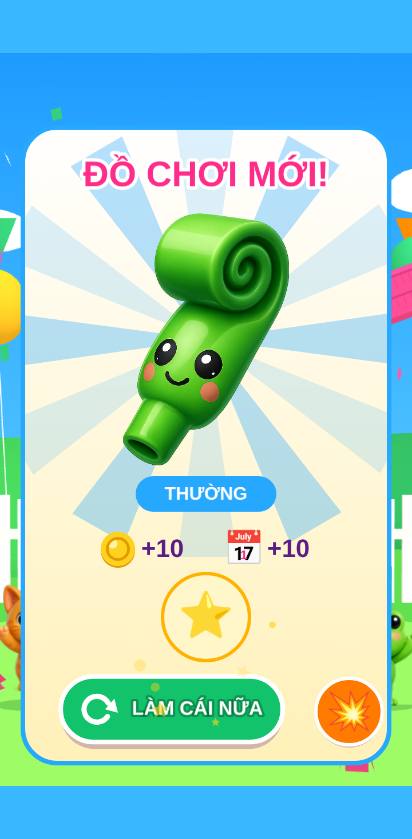 ĐỒ CHƠI MỚI!
THƯỜNG
+10
July
17
+10
LÀM CÁI NỮA